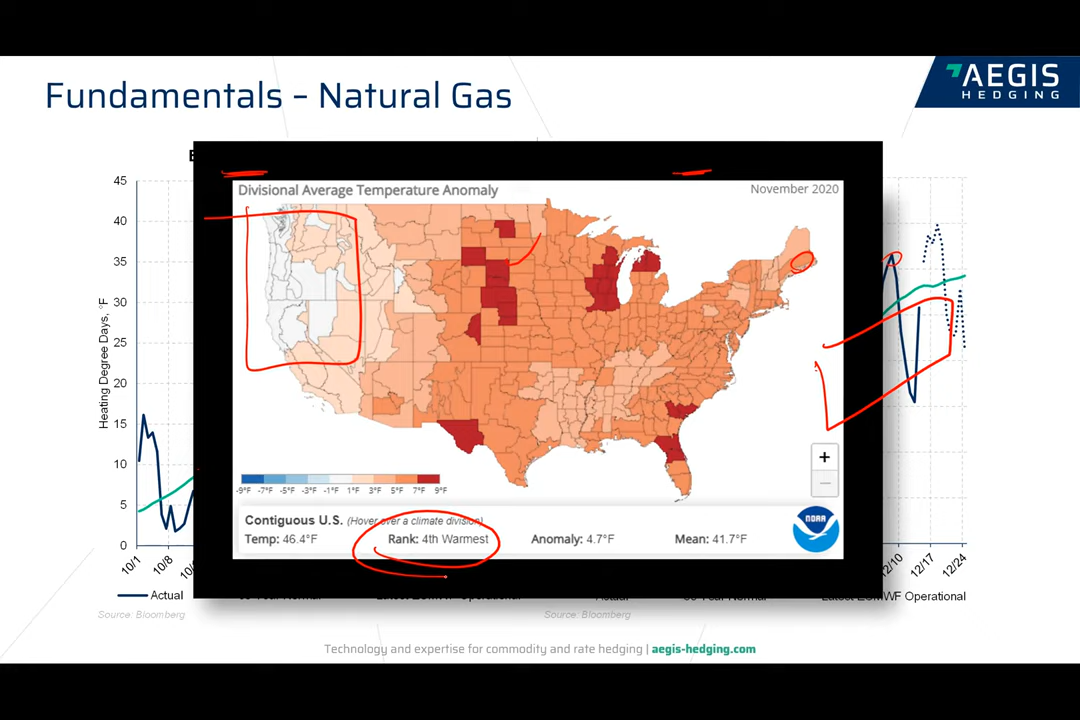 Fundamentals – Natural Gas
AEGIS
HEDGING
Divisional Average Temperature Anomaly
November 2020
45
40
35
30
25
20
15
10
5
0
Heating Degree Days, °F
10/1
10/8
12/10
12/17
12/24
-9°F -7°F -5°F -3°F -1°F 1°F 3°F 5°F 7°F 9°F
+
−
Contiguous U.S. (Hover over a climate division)
Temp: 46.4°F Rank: 4th Warmest Anomaly: 4.7°F Mean: 41.7°F
NOAA
Actual
Operational
Source: Bloomberg
Source: Bloomberg
Technology and expertise for commodity and rate hedging | aegis-hedging.com